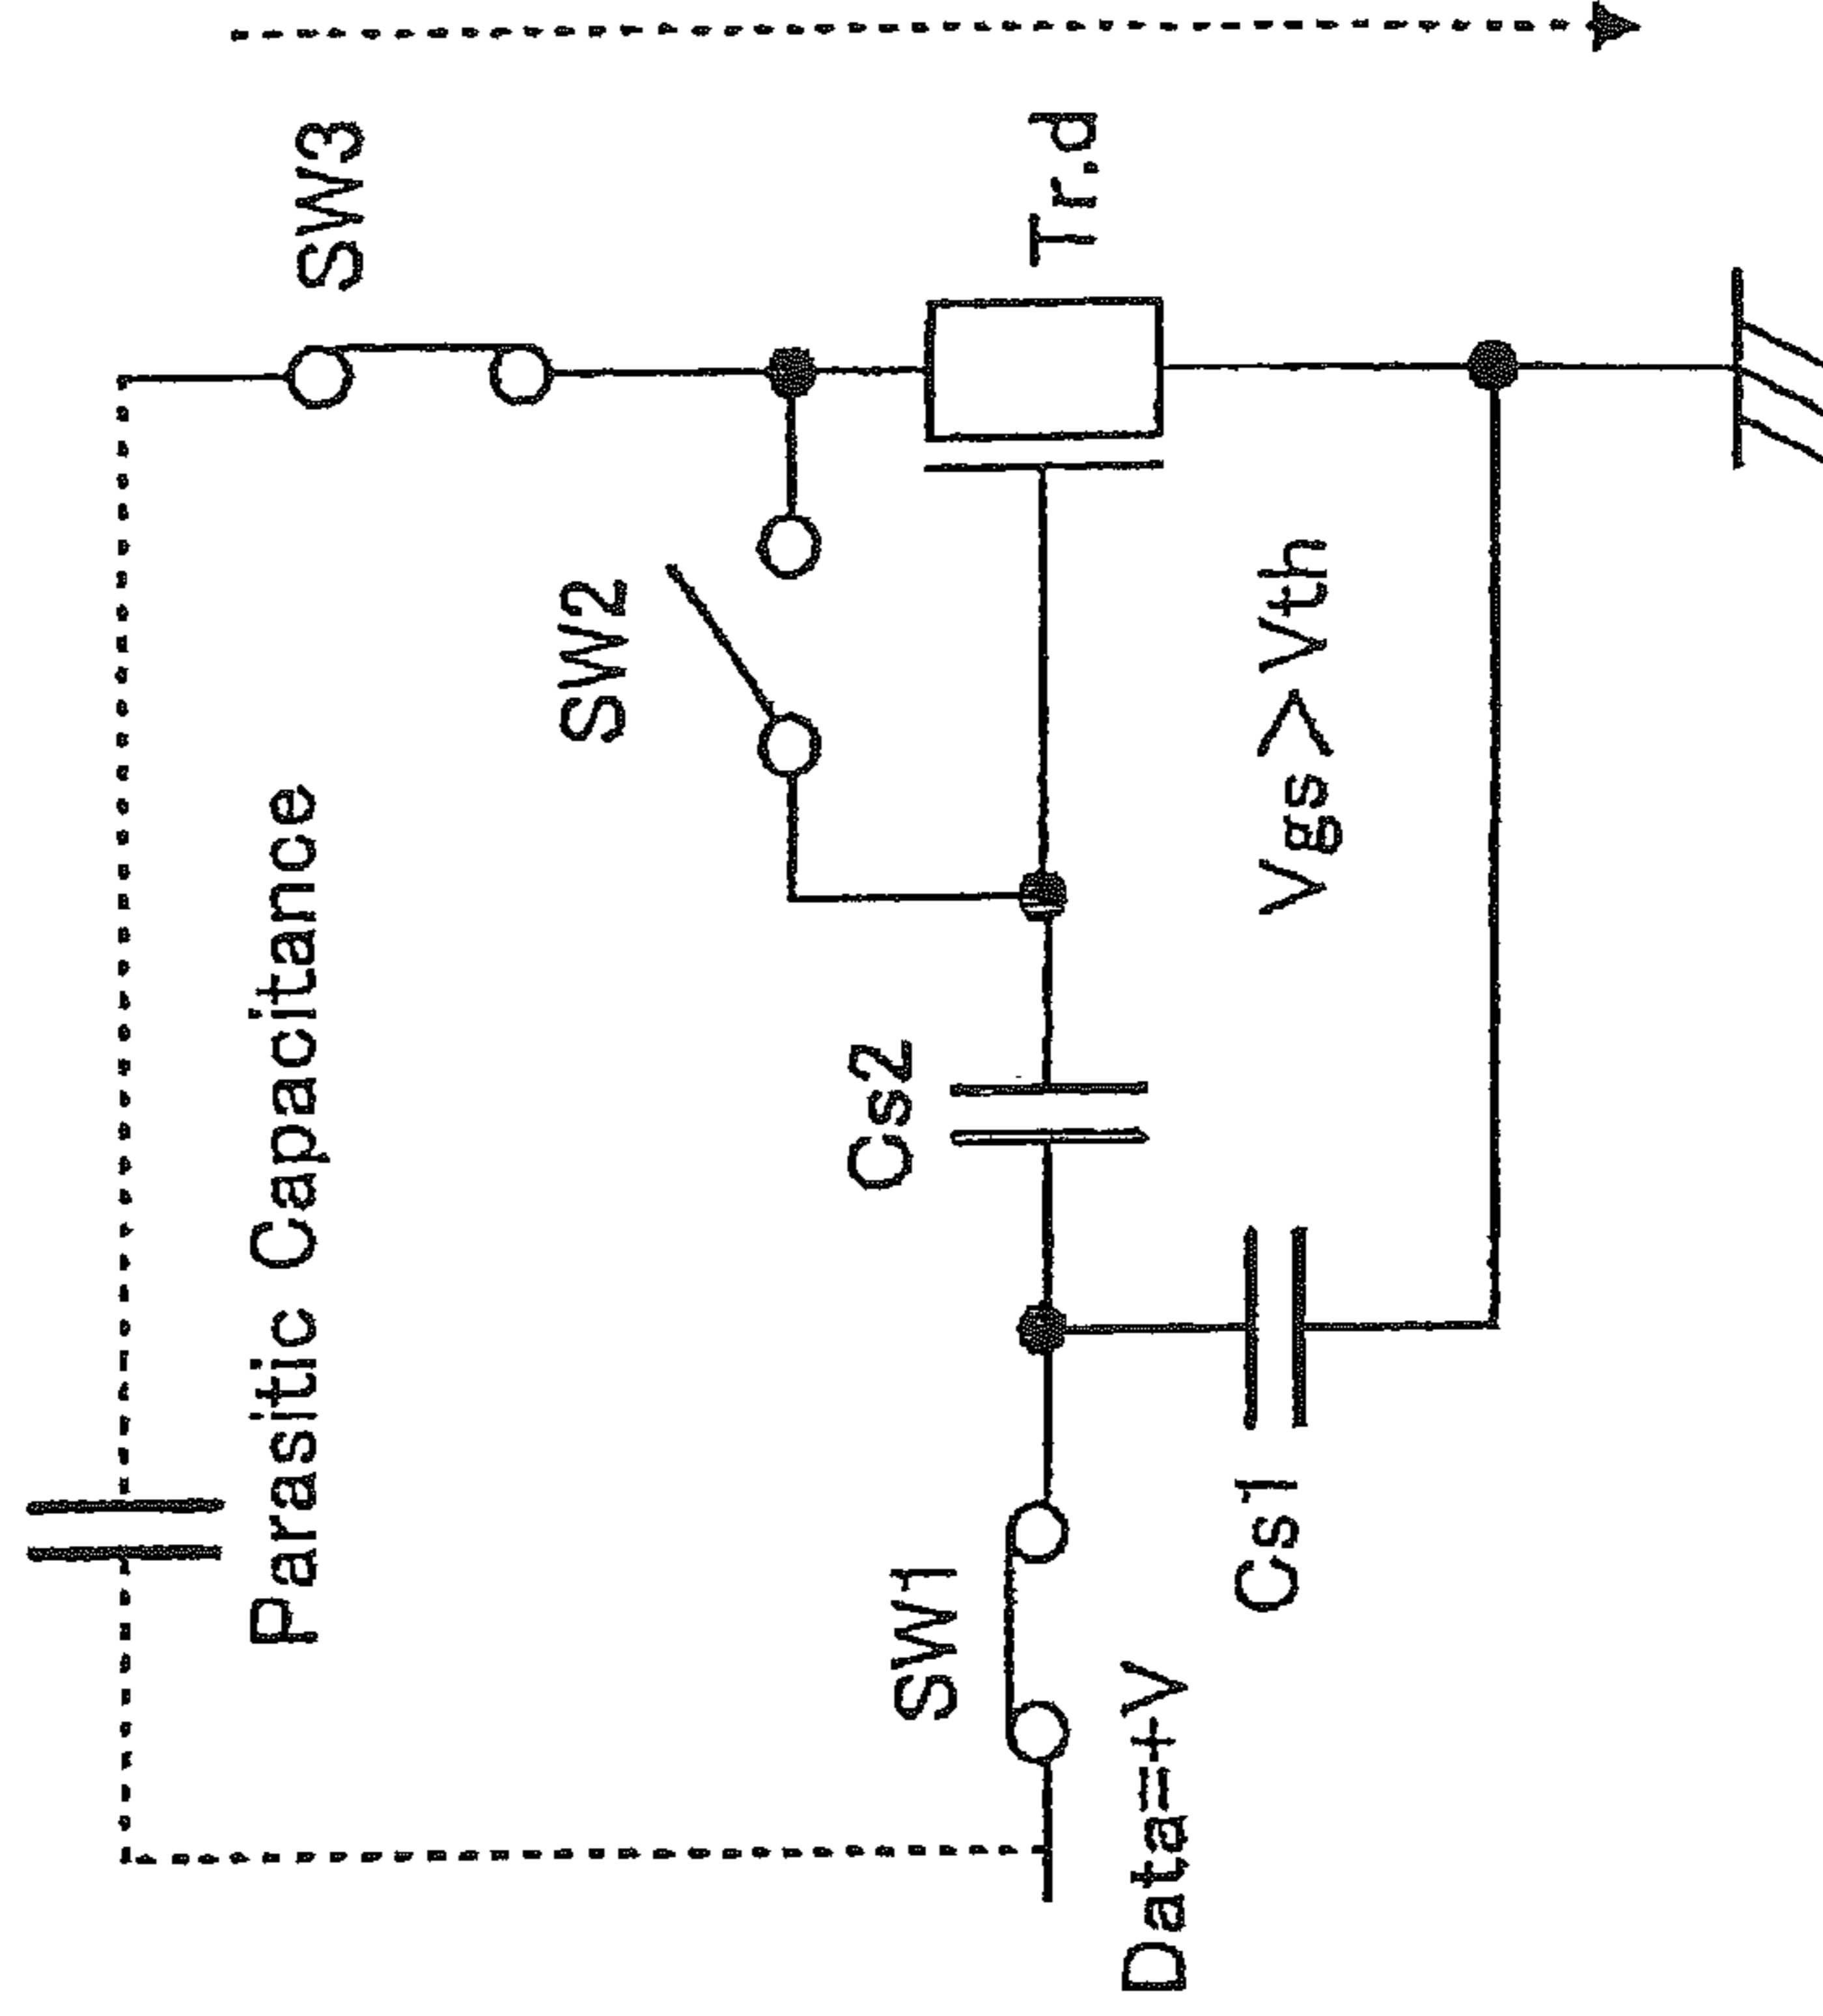 Parasitic Capacitance
SW3
SW2
Cs2
SW1
Tr.d
Data=+V
Cs1
Vgs>Vth